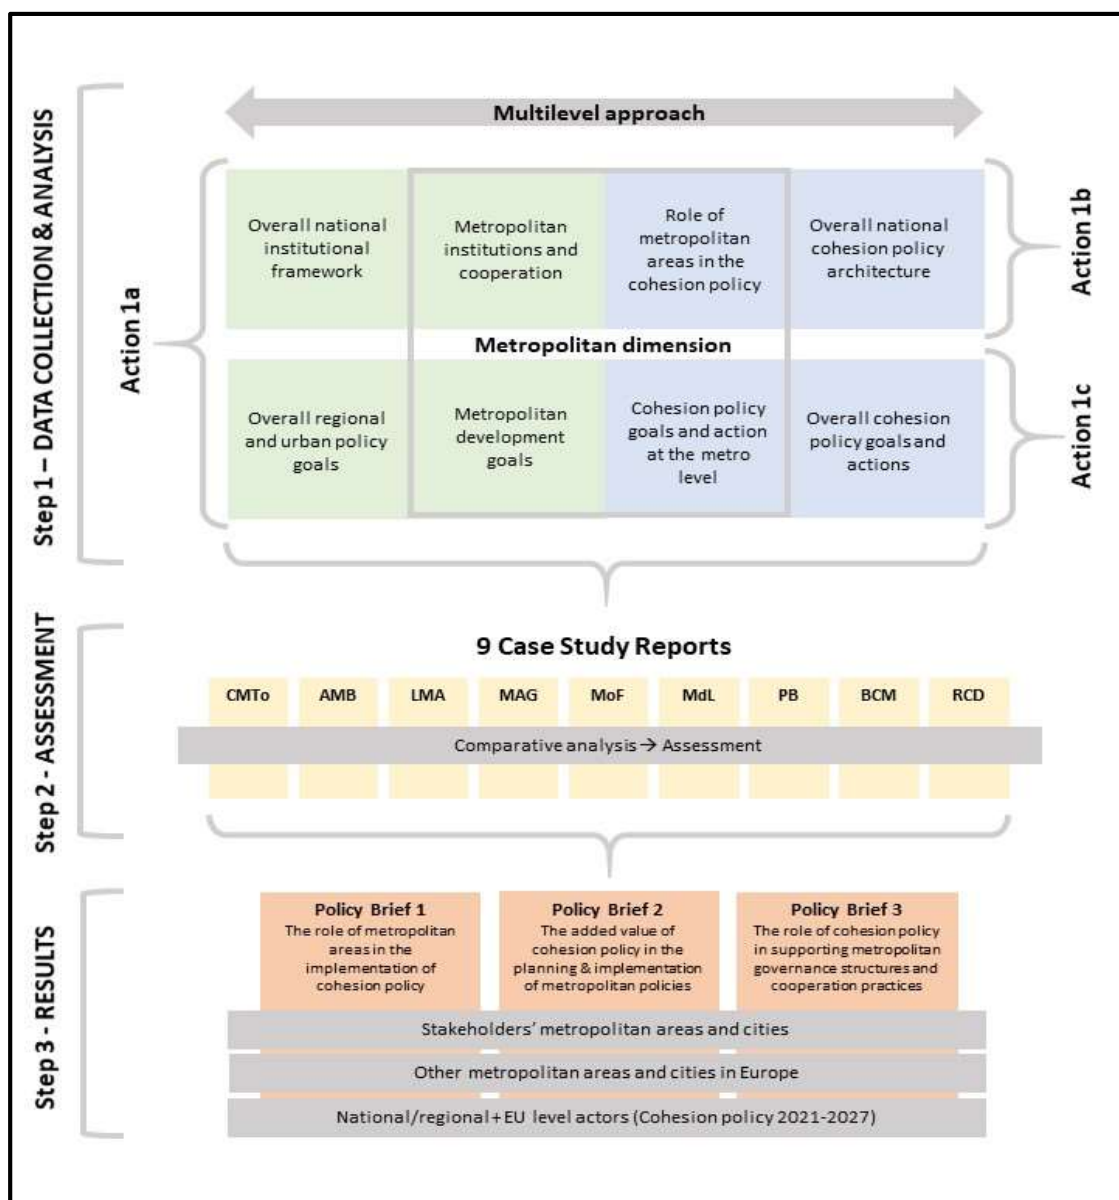 Step 1 – DATA COLLECTION & ANALYSIS
Action 1a
Multilevel approach
Overall national
institutional
framework
Metropolitan
institutions and
cooperation
Role of
metropolitan
areas in the
cohesion policy
Overall national
cohesion policy
architecture
Action 1b
Metropolitan dimension
Overall regional
and urban policy
goals
Metropolitan
development
goals
Cohesion policy
goals and action
at the metro
level
Overall cohesion
policy goals and
actions
Action 1c
Step 2 - ASSESSMENT
9 Case Study Reports
CMTo
AMB
LMA
MAG
MoF
MdL
PB
BCM
RCD
Comparative analysis → Assessment
Step 3 - RESULTS
Policy Brief 1
The role of metropolitan
areas in the
implementation of
cohesion policy
Policy Brief 2
The added value of
cohesion policy in the
planning & implementation
of metropolitan policies
Policy Brief 3
The role of cohesion policy
in supporting metropolitan
governance structures and
cooperation practices
Stakeholders' metropolitan areas and cities
Other metropolitan areas and cities in Europe
National/regional + EU level actors (Cohesion policy 2021-2027)